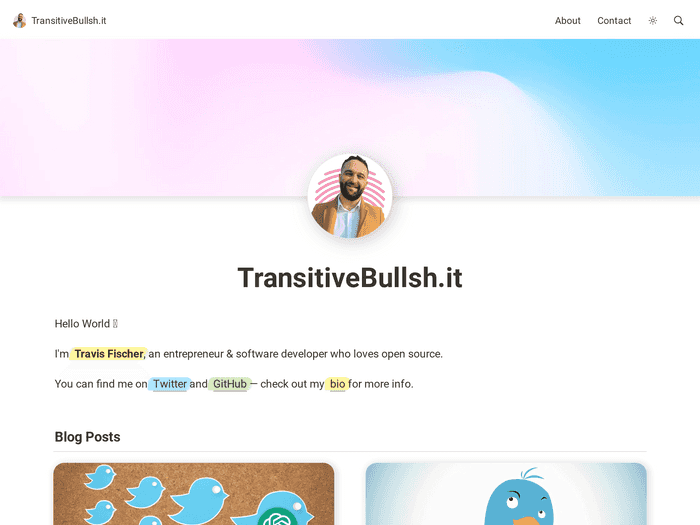 TransitiveBullsh.it About Contact
TransitiveBullsh.it
Hello World
I'm Travis Fischer, an entrepreneur & software developer who loves open source.
You can find me on Twitter and GitHub — check out my bio for more info.
Blog Posts